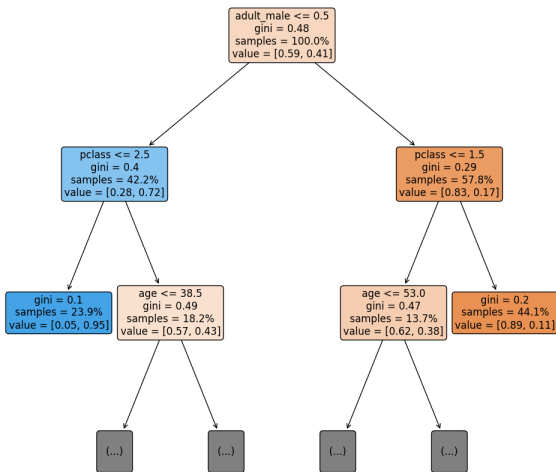 adult_male <= 0.5
gini = 0.48
samples = 100.0%
value = [0.59, 0.41]
pclass <= 2.5
gini = 0.4
samples = 42.2%
value = [0.28, 0.72]
pclass <= 1.5
gini = 0.29
samples = 57.8%
value = [0.83, 0.17]
gini = 0.1
samples = 23.9%
value = [0.05, 0.95]
age <= 38.5
gini = 0.49
samples = 18.2%
value = [0.57, 0.43]
age <= 53.0
gini = 0.47
samples = 13.7%
value = [0.62, 0.38]
gini = 0.2
samples = 44.1%
value = [0.89, 0.11]
(...)
(...)
(...)
(...)